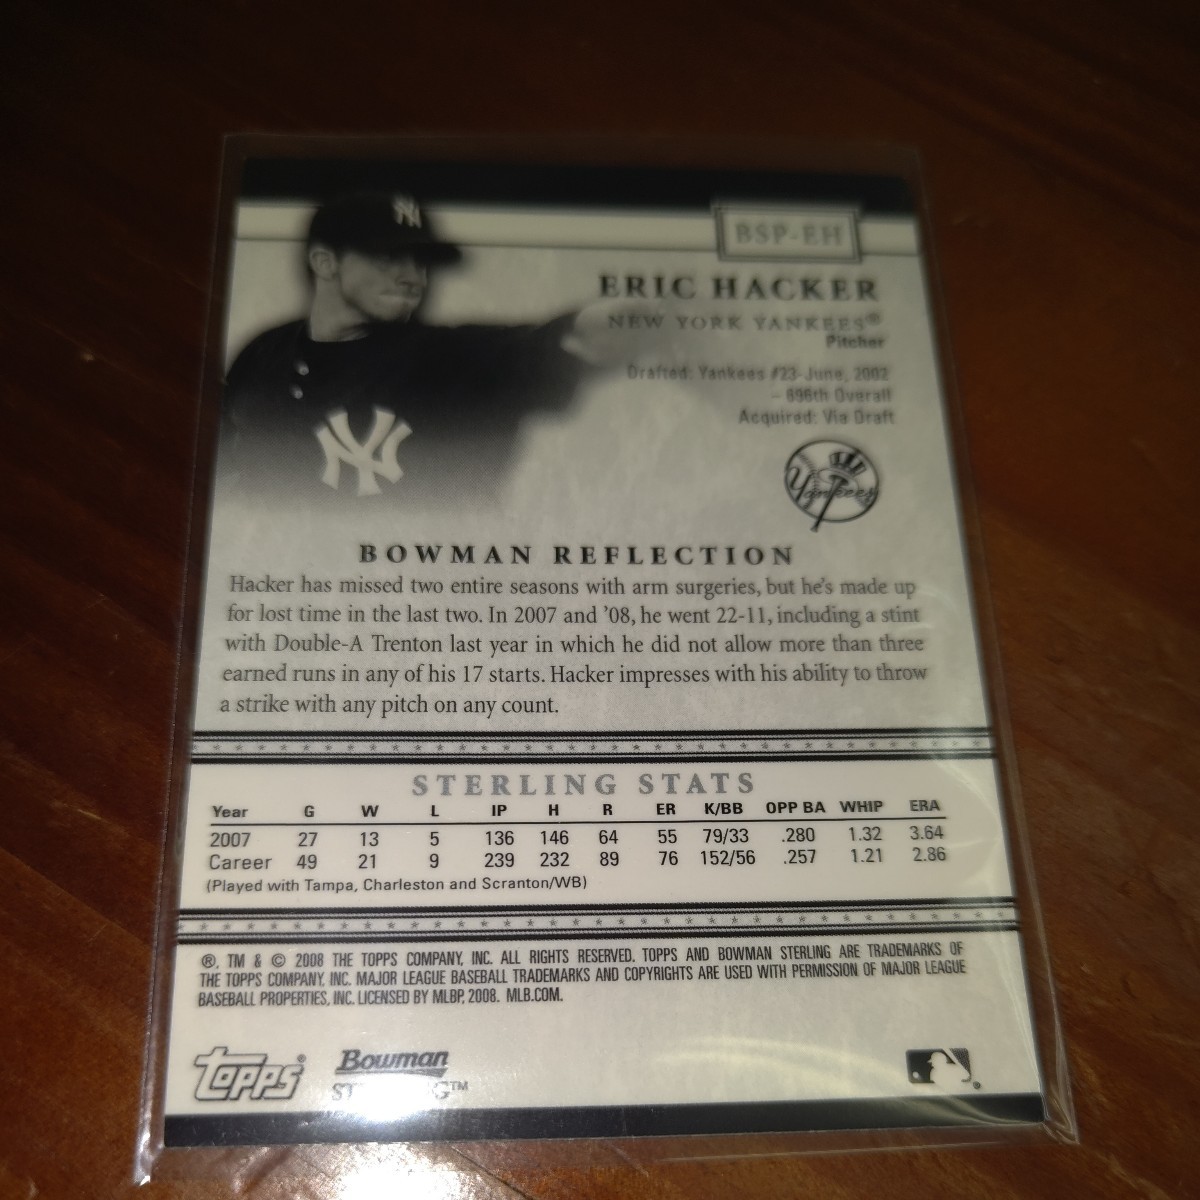 BSP-EH
ERIC HACKER
NEW YORK YANKEES®
Pitcher
Drafted: Yankees #23-June, 2002
- 696th Overall
Acquired: Via Draft
Yankees
BOWMAN REFLECTION
Hacker has missed two entire seasons with arm surgeries, but he's made up
for lost time in the last two. In 2007 and '08, he went 22-11, including a stint
with Double-A Trenton last year in which he did not allow more than three
earned runs in any of his 17 starts. Hacker impresses with his ability to throw
a strike with any pitch on any count.
STERLING STATS
Year G W L IP H R ER K/BB OPP BA WHIP ERA
2007 27 13 5 136 146 64 55 79/33 .280 1.32 3.64
Career 49 21 9 239 232 89 76 152/56 .257 1.21 2.86
(Played with Tampa, Charleston and Scranton/WB)
®, TM & © 2008 THE TOPPS COMPANY, INC. ALL RIGHTS RESERVED. TOPPS AND BOWMAN STERLING ARE TRADEMARKS OF
THE TOPPS COMPANY, INC. MAJOR LEAGUE BASEBALL TRADEMARKS AND COPYRIGHTS ARE USED WITH PERMISSION OF MAJOR LEAGUE
BASEBALL PROPERTIES, INC. LICENSED BY MLBP, 2008. MLB.COM.
Topps® Bowman